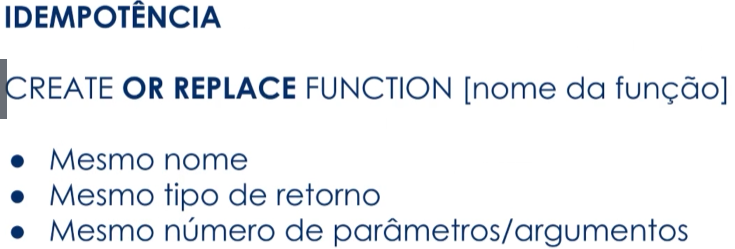 IDEMPOTÊNCIA
CREATE OR REPLACE FUNCTION [nome da função]
● Mesmo nome
● Mesmo tipo de retorno
● Mesmo número de parâmetros/argumentos